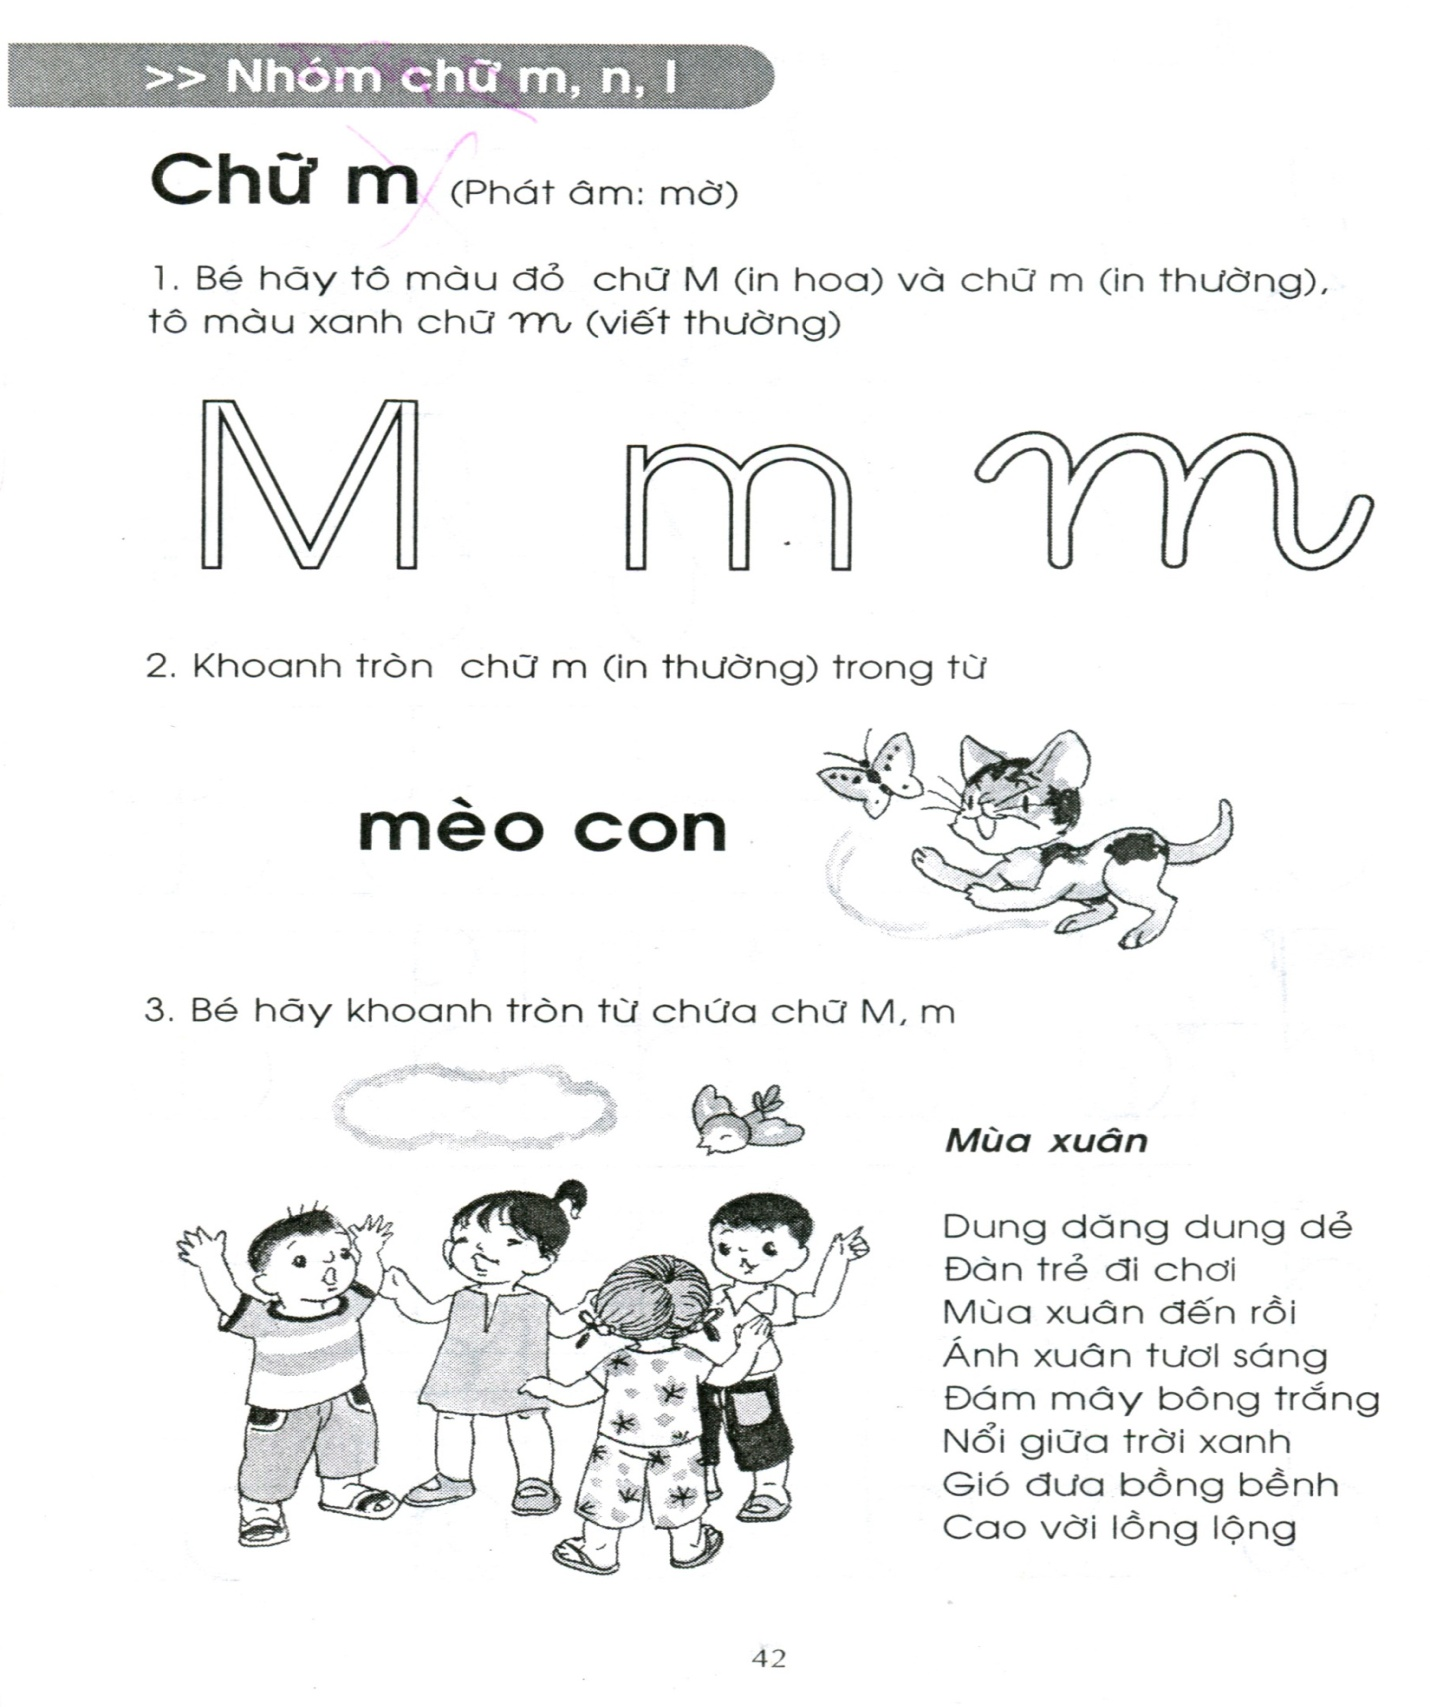 >> Nhóm chữ m, n, l
Chữ m (Phát âm: mờ)
1. Bé hãy tô màu đỏ chữ M (in hoa) và chữ m (in thường),
tô màu xanh chữ m (viết thường)
M m m
2. Khoanh tròn chữ m (in thường) trong từ
mèo con
3. Bé hãy khoanh tròn từ chứa chữ M, m
Mùa xuân
Dung dăng dung dẻ
Đàn trẻ đi chơi
Mùa xuân đến rồi
Ánh xuân tươl sáng
Đám mây bông trắng
Nổi giữa trời xanh
Gió đưa bồng bềnh
Cao vời lồng lộng
42